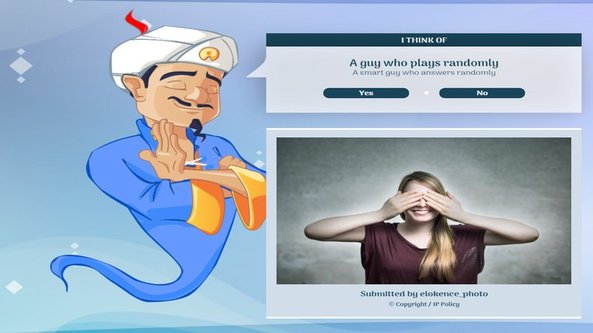 I THINK OF
A guy who plays randomly
A smart guy who answers randomly
Yes
No
Submitted by elokence_photo
© Copyright / IP Policy